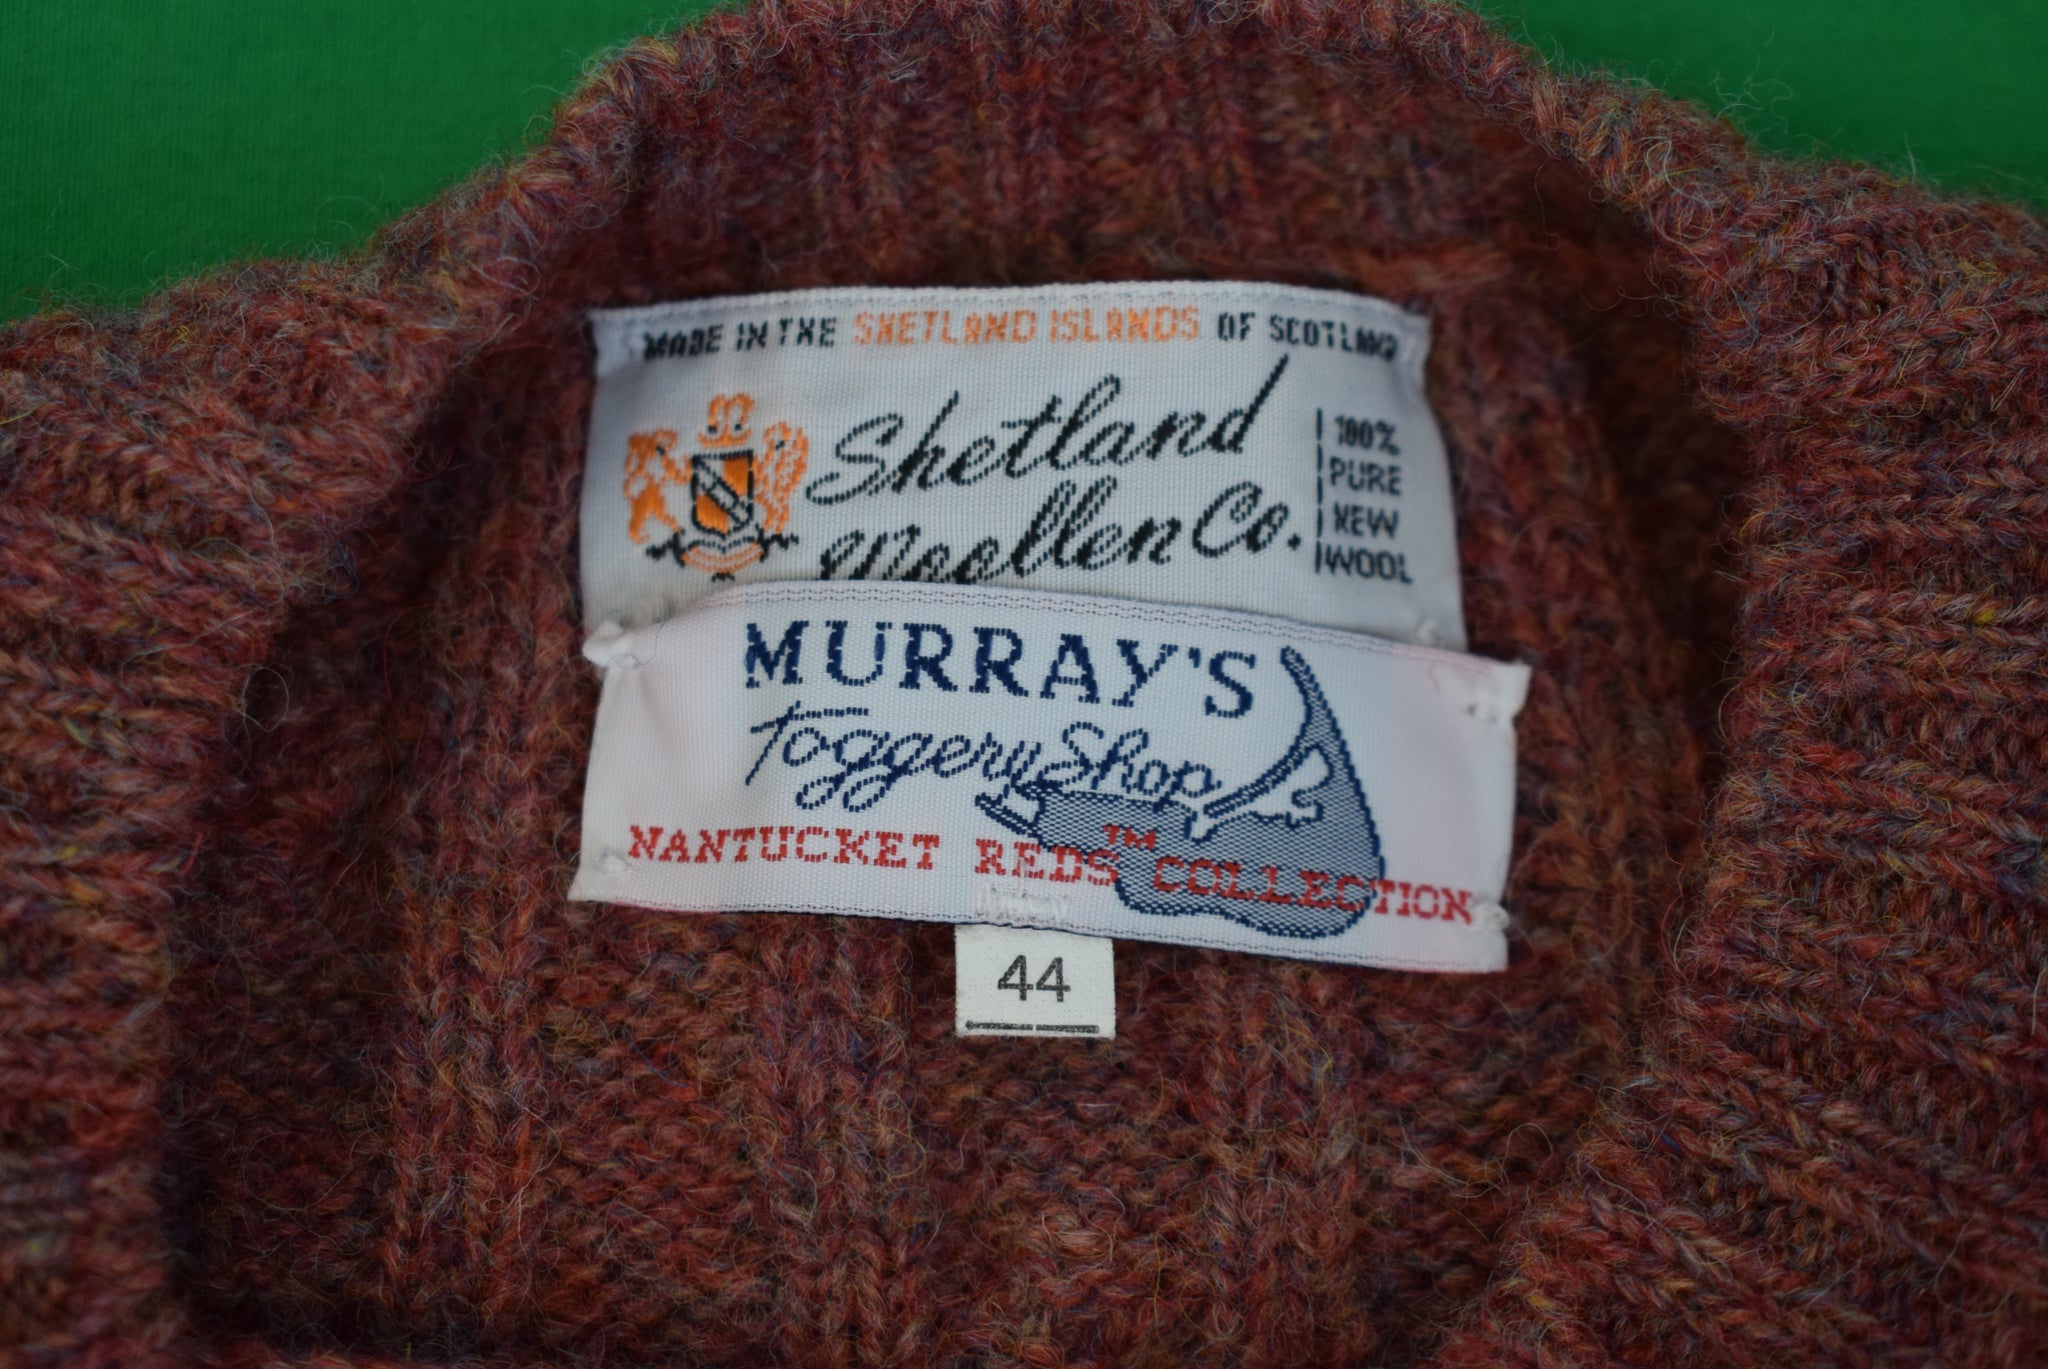 MADE IN THE SHETLAND ISLANDS OF SCOTLAND
Shetland
Woollen Co.
100%
PURE
NEW
WOOL
MURRAY'S
Toggery Shop
NANTUCKET REDS™ COLLECTION
44